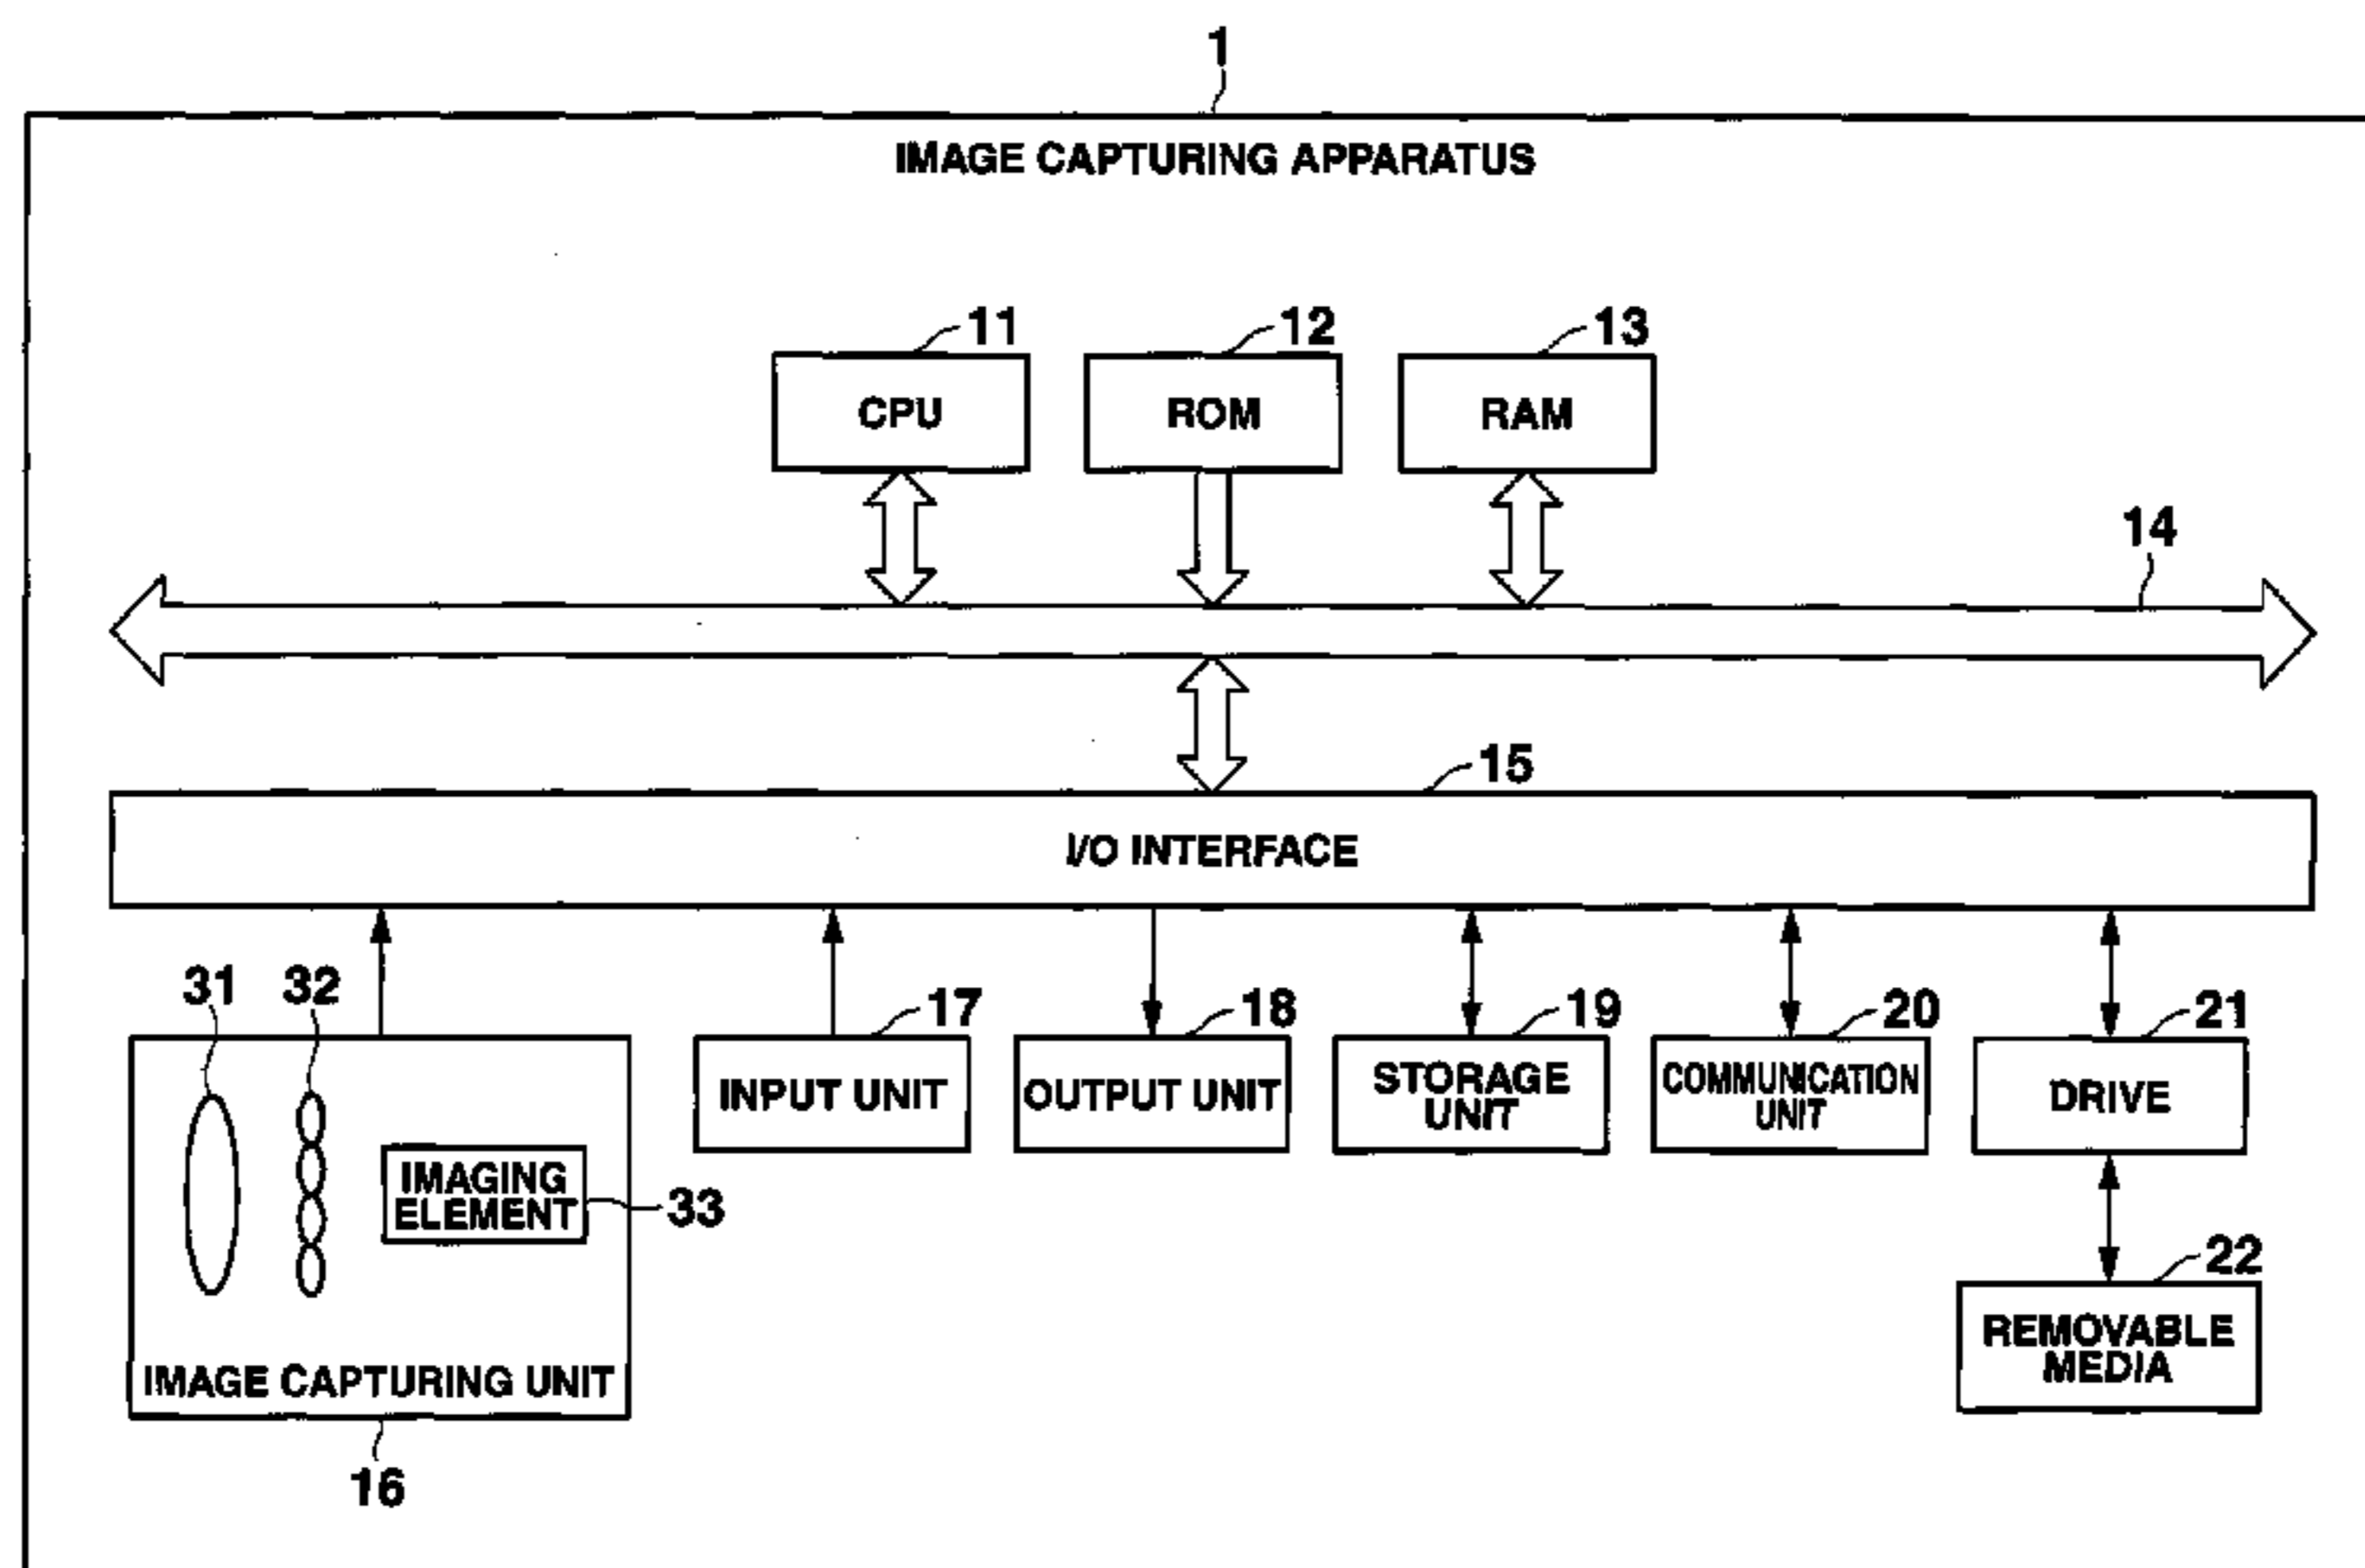 1
IMAGE CAPTURING APPARATUS
11
12
13
CPU
ROM
RAM
14
15
I/O INTERFACE
31
32
17
18
19
20
21
INPUT UNIT
OUTPUT UNIT
STORAGE
UNIT
COMMUNICATION
UNIT
DRIVE
IMAGING
ELEMENT
33
22
REMOVABLE
MEDIA
IMAGE CAPTURING UNIT
16